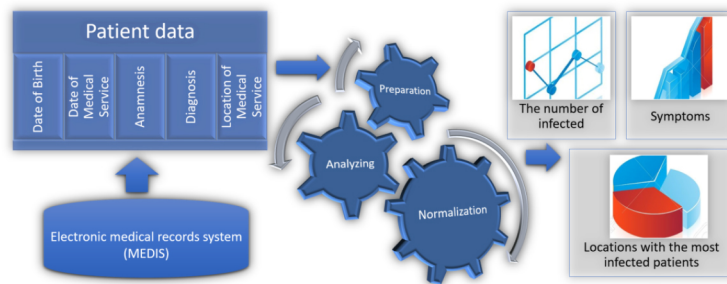 Patient data
Date of Birth
Date of
Medical
Service
Anamnesis
Diagnosis
Location of
Medical
Service
Electronic medical records system
(MEDIS)
Preparation
Analyzing
Normalization
The number of
infected
Symptoms
Locations with the most
infected patients